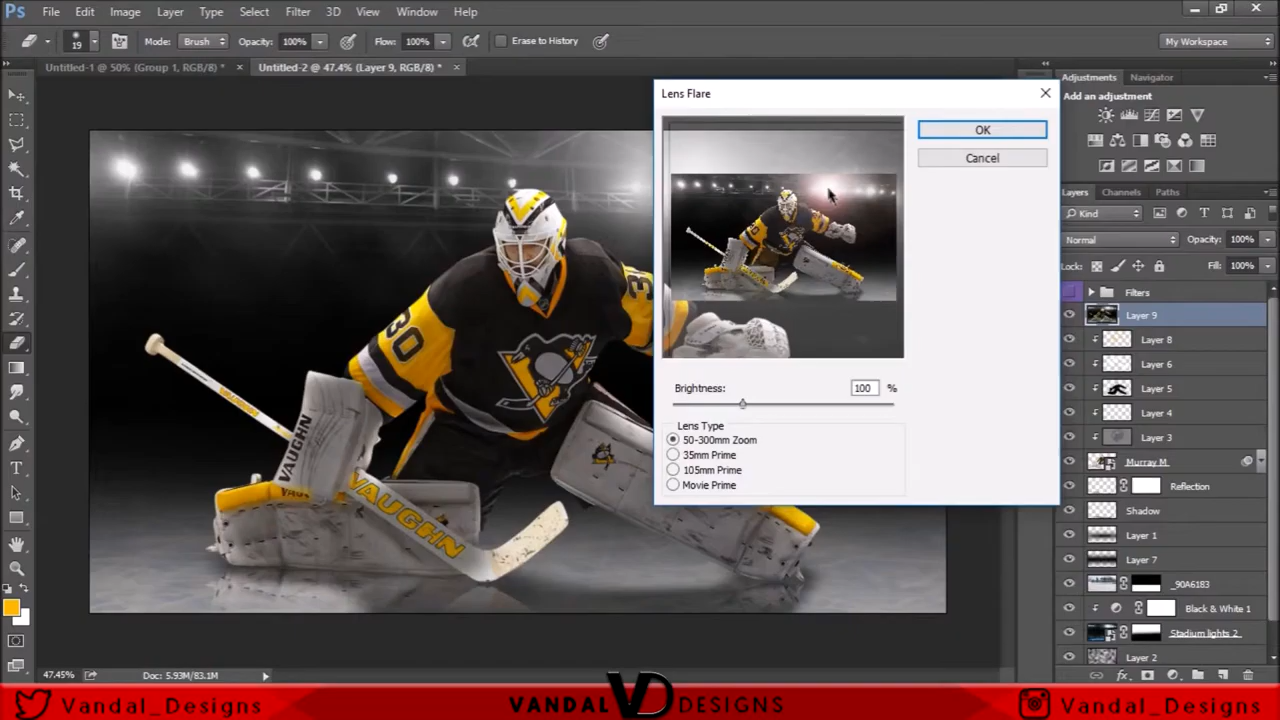 Ps File Edit Image Layer Type Select Filter 3D View Window Help
19 Mode: Brush Opacity: 100% Flow: 100% Erase to History My Workspace
Untitled-1 @ 50% (Group 1, RGB/8) * × Untitled-2 @ 47.4% (Layer 9, RGB/8) * ×
Lens Flare
OK
Cancel
Brightness: 100 %
Lens Type
50-300mm Zoom
35mm Prime
105mm Prime
Movie Prime
Adjustments Navigator
Add an adjustment
Layers Channels Paths
Kind
Normal Opacity: 100%
Lock: Fill: 100%
Filters
Layer 9
Layer 8
Layer 6
Layer 5
Layer 4
Layer 3
Murray M
Reflection
Shadow
Layer 1
Layer 7
_90A6183
Black & White 1
Stadium lights 2
Layer 2
30
30
VAUGHN
VAUGHN
47.45% Doc: 5.93M/83.1M
Vandal_Designs
VANDAL VD DESIGNS
Vandal_Designs